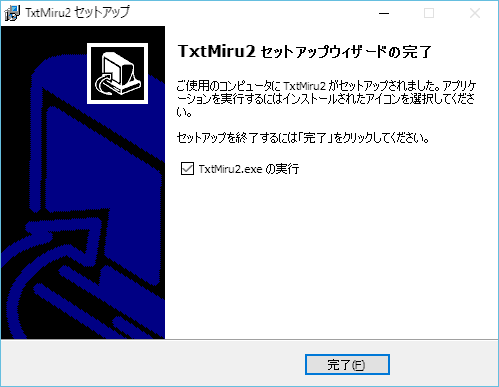 TxtMiru2 セットアップ
TxtMiru2 セットアップウィザードの完了
ご使用のコンピュータに TxtMiru2 がセットアップされました。アプリケ
ーションを実行するにはインストールされたアイコンを選択してくださ
い。
セットアップを終了するには「完了」をクリックしてください。
TxtMiru2.exe の実行
完了(F)